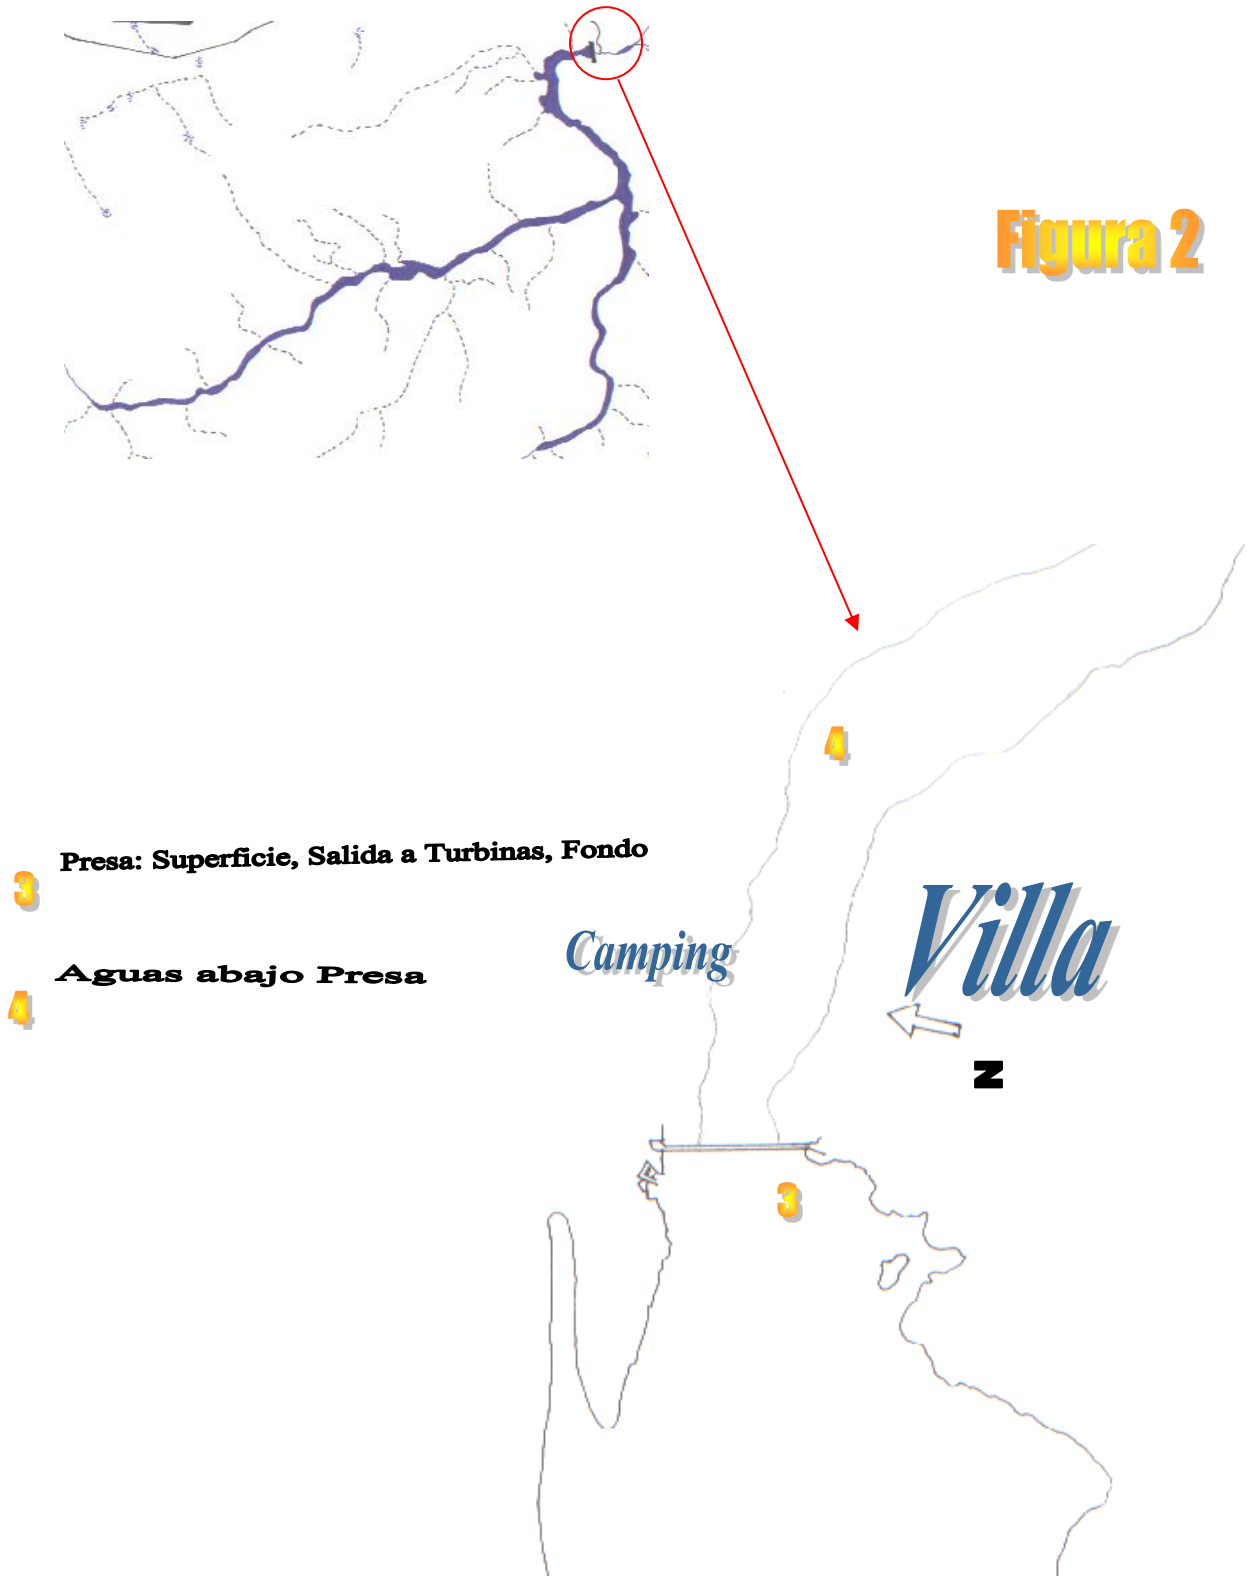 Figura 2
4
Presa: Superficie, Salida a Turbinas, Fondo
3
Villa
Camping
Aguas abajo Presa
4
N
3